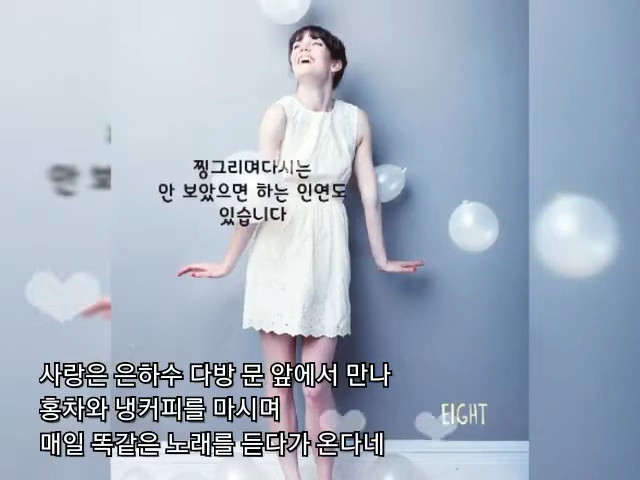 찡그리며다시는
안 보았으면 하는 인연도
있습니다
안 보
사랑은 은하수 다방 문 앞에서 만나
홍차와 냉커피를 마시며
매일 똑같은 노래를 듣다가 온다네
EIGHT